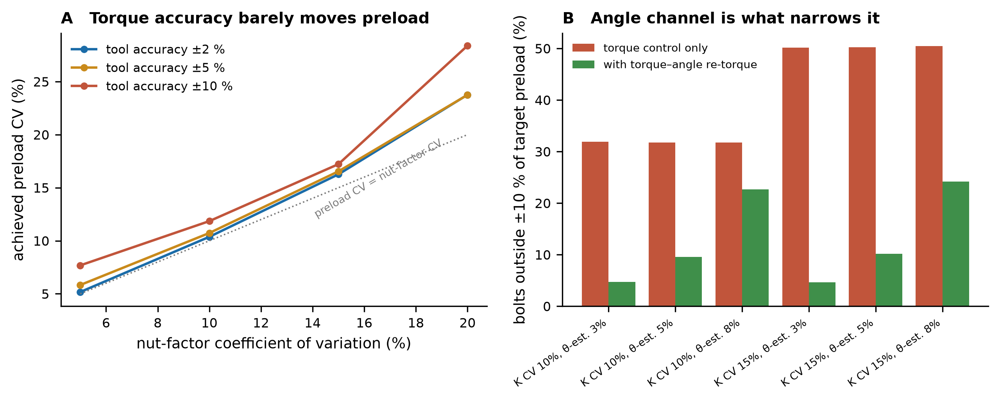 A Torque accuracy barely moves preload
tool accuracy ±2 %
tool accuracy ±5 %
tool accuracy ±10 %
achieved preload CV (%)
25
20
15
10
5
preload CV = nut-factor CV
6 8 10 12 14 16 18 20
nut-factor coefficient of variation (%)
B Angle channel is what narrows it
torque control only
with torque–angle re-torque
bolts outside ±10 % of target preload (%)
50
40
30
20
10
0
K CV 10%, θ-est. 3%
K CV 10%, θ-est. 5%
K CV 10%, θ-est. 8%
K CV 15%, θ-est. 3%
K CV 15%, θ-est. 5%
K CV 15%, θ-est. 8%